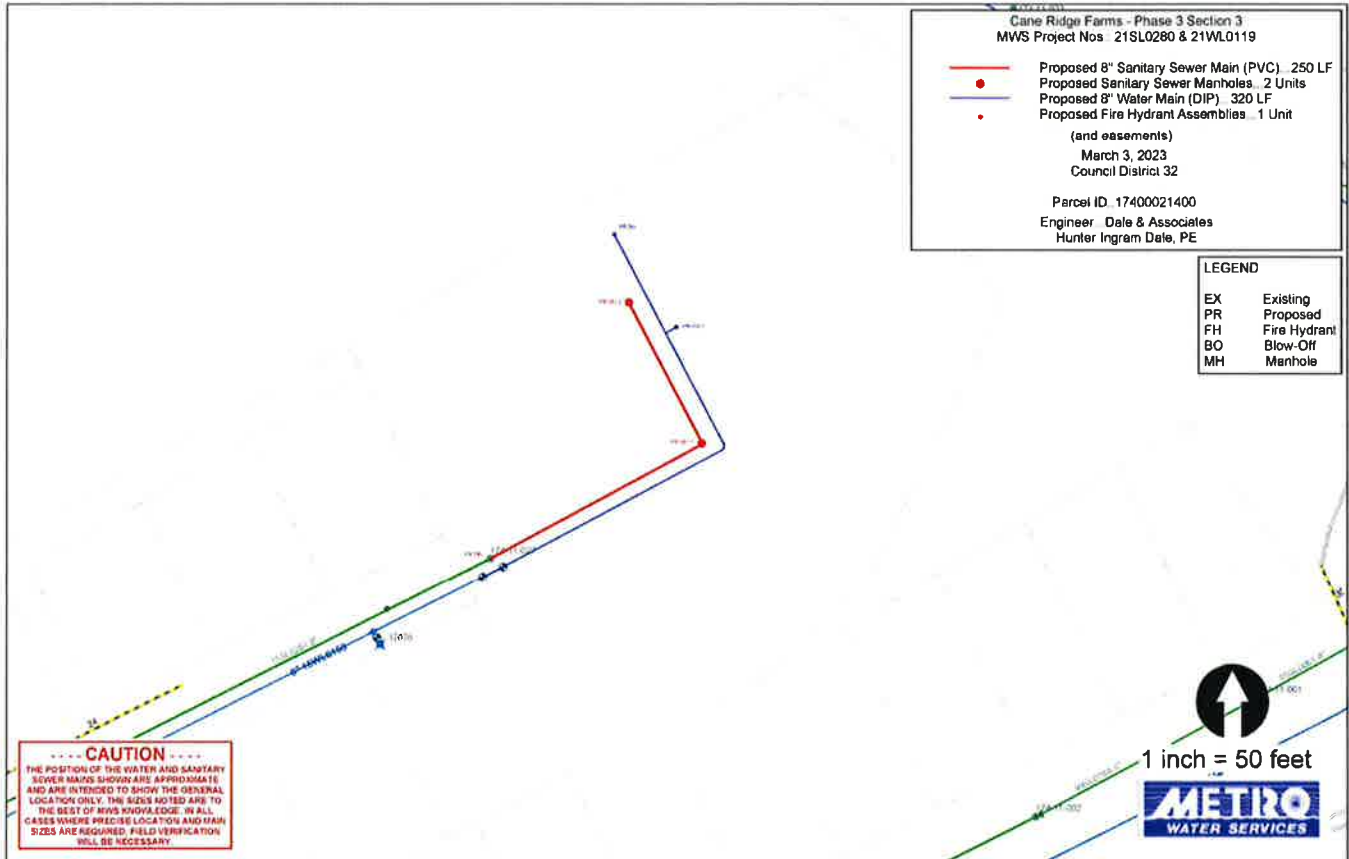 Cane Ridge Farms - Phase 3 Section 3
MWS Project Nos 21SL0280 & 21WL0119
Proposed 8" Sanitary Sewer Main (PVC) 250 LF
Proposed Sanitary Sewer Manholes 2 Units
Proposed 8" Water Main (DIP) 320 LF
Proposed Fire Hydrant Assemblies 1 Unit
(and easements)
March 3, 2023
Council District 32
Parcel ID 17400021400
Engineer Dale & Associates
Hunter Ingram Dale, PE
LEGEND
EX Existing
PR Proposed
FH Fire Hydrant
BO Blow-Off
MH Manhole
24
---- CAUTION ----
THE POSITION OF THE WATER AND SANITARY
SEWER MAINS SHOWN ARE APPROXIMATE
AND ARE INTENDED TO SHOW THE GENERAL
LOCATION ONLY. THE SIZES NOTED ARE TO
THE BEST OF MWS KNOWLEDGE. IN ALL
CASES WHERE PRECISE LOCATION AND MAIN
SIZES ARE REQUIRED, FIELD VERIFICATION
WILL BE NECESSARY.
1 inch = 50 feet
METRO
WATER SERVICES